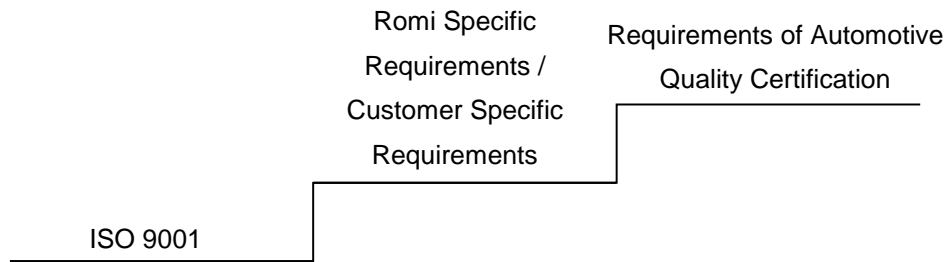 Romi Specific
Requirements /
Customer Specific
Requirements
Requirements of Automotive
Quality Certification
ISO 9001